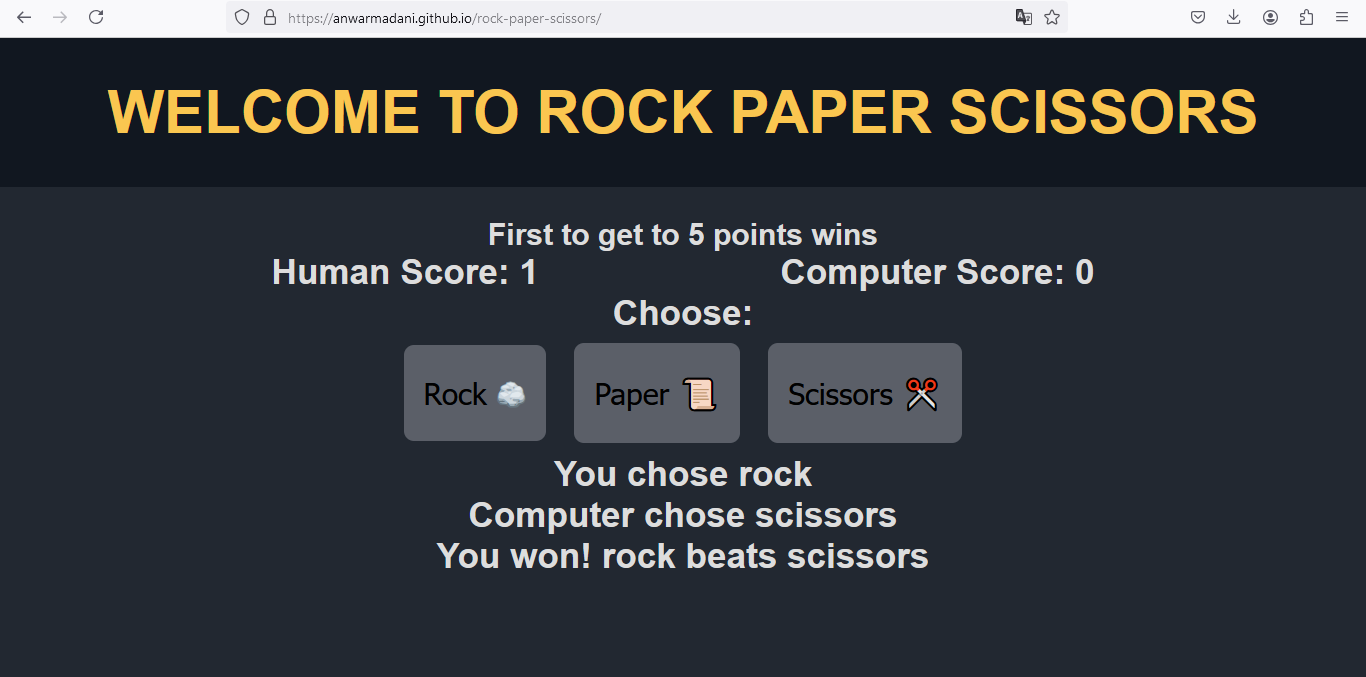 https://anwarmadani.github.io/rock-paper-scissors/
WELCOME TO ROCK PAPER SCISSORS
First to get to 5 points wins
Human Score: 1 Computer Score: 0
Choose:
Rock ☁️ Paper 📜 Scissors ✂️
You chose rock
Computer chose scissors
You won! rock beats scissors